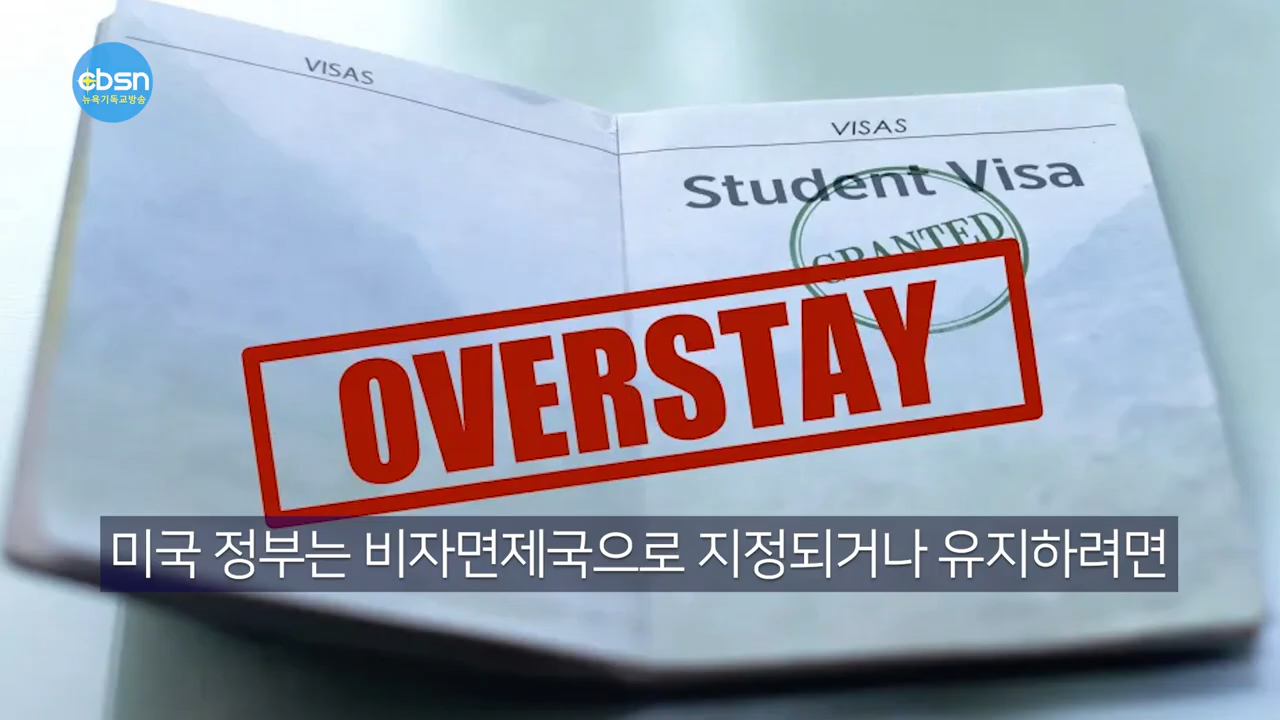 cbsn
뉴욕기독교방송
VISAS
VISAS
Student Visa
GRANTED
OVERSTAY
미국 정부는 비자면제국으로 지정되거나 유지하려면